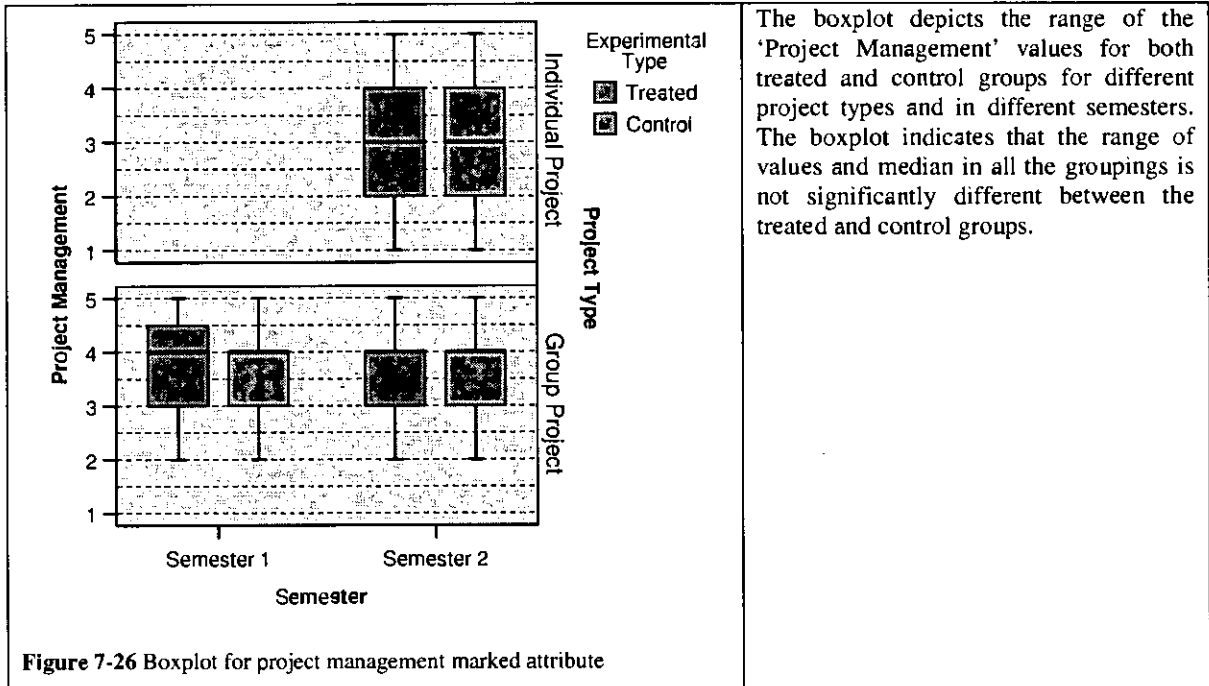 5
4
3
2
1
5
4
3
2
1
Project Management
Individual Project
Group Project
Project Type
Experimental
Type
Treated
Control
Semester 1
Semester 2
Semester
Figure 7-26 Boxplot for project management marked attribute
The boxplot depicts the range of the
'Project Management' values for both
treated and control groups for different
project types and in different semesters.
The boxplot indicates that the range of
values and median in all the groupings is
not significantly different between the
treated and control groups.